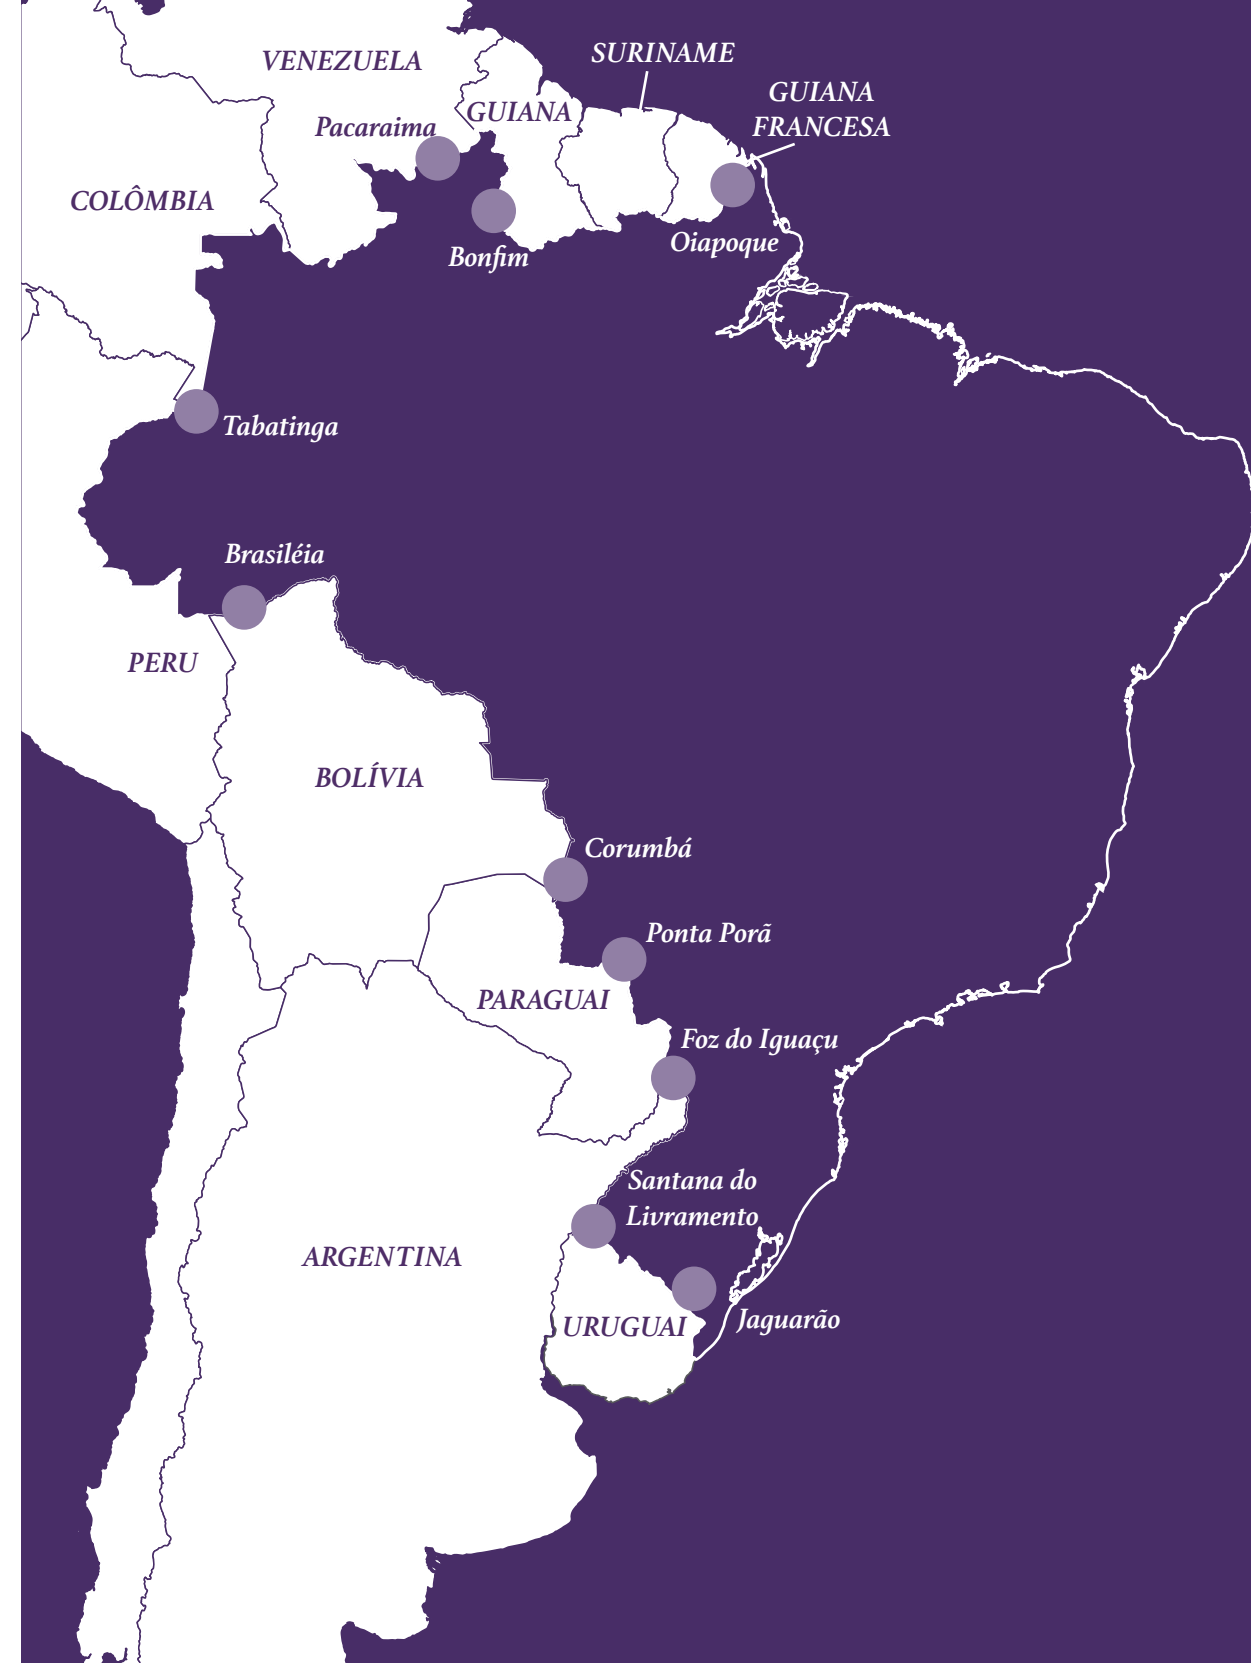 VENEZUELA
SURINAME
GUIANA
FRANCESA
GUIANA
Pacaraima
COLÔMBIA
Bonfim
Oiapoque
Tabatinga
Brasiléia
PERU
BOLÍVIA
Corumbá
Ponta Porã
PARAGUAI
Foz do Iguaçu
Santana do
Livramento
ARGENTINA
URUGUAI
Jaguarão